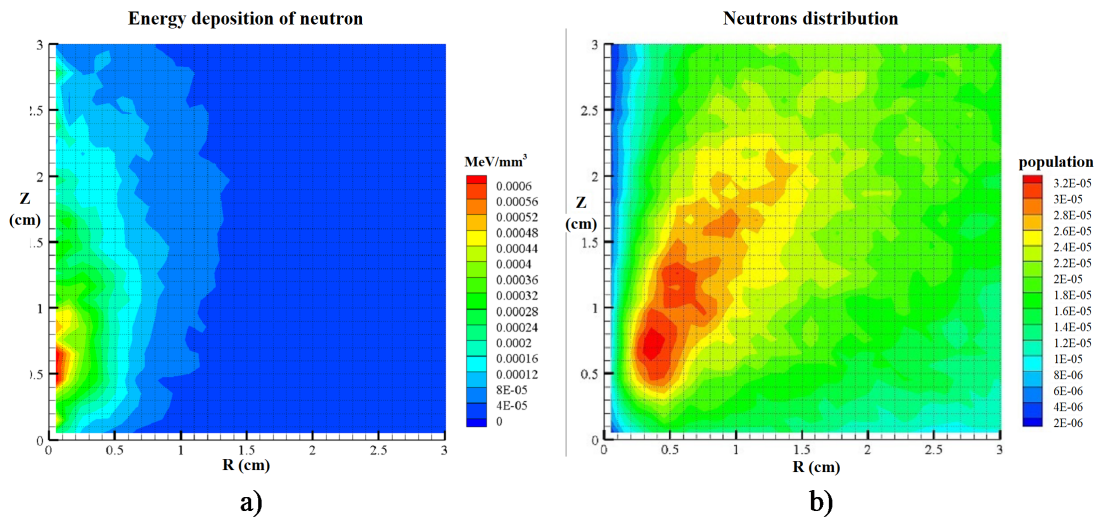 Energy deposition of neutron
3
2.5
2
1.5
1
0.5
0
Z
(cm)
0
0.5
1
1.5
2
2.5
3
R (cm)
MeV/mm³
0.0006
0.00056
0.00052
0.00048
0.00044
0.0004
0.00036
0.00032
0.00028
0.00024
0.0002
0.00016
0.00012
8E-05
4E-05
0
a)
Neutrons distribution
3
2.5
2
1.5
1
0.5
0
Z
(cm)
0
0.5
1
1.5
2
2.5
3
R (cm)
population
3.2E-05
3E-05
2.8E-05
2.6E-05
2.4E-05
2.2E-05
2E-05
1.8E-05
1.6E-05
1.4E-05
1.2E-05
1E-05
8E-06
6E-06
4E-06
2E-06
b)